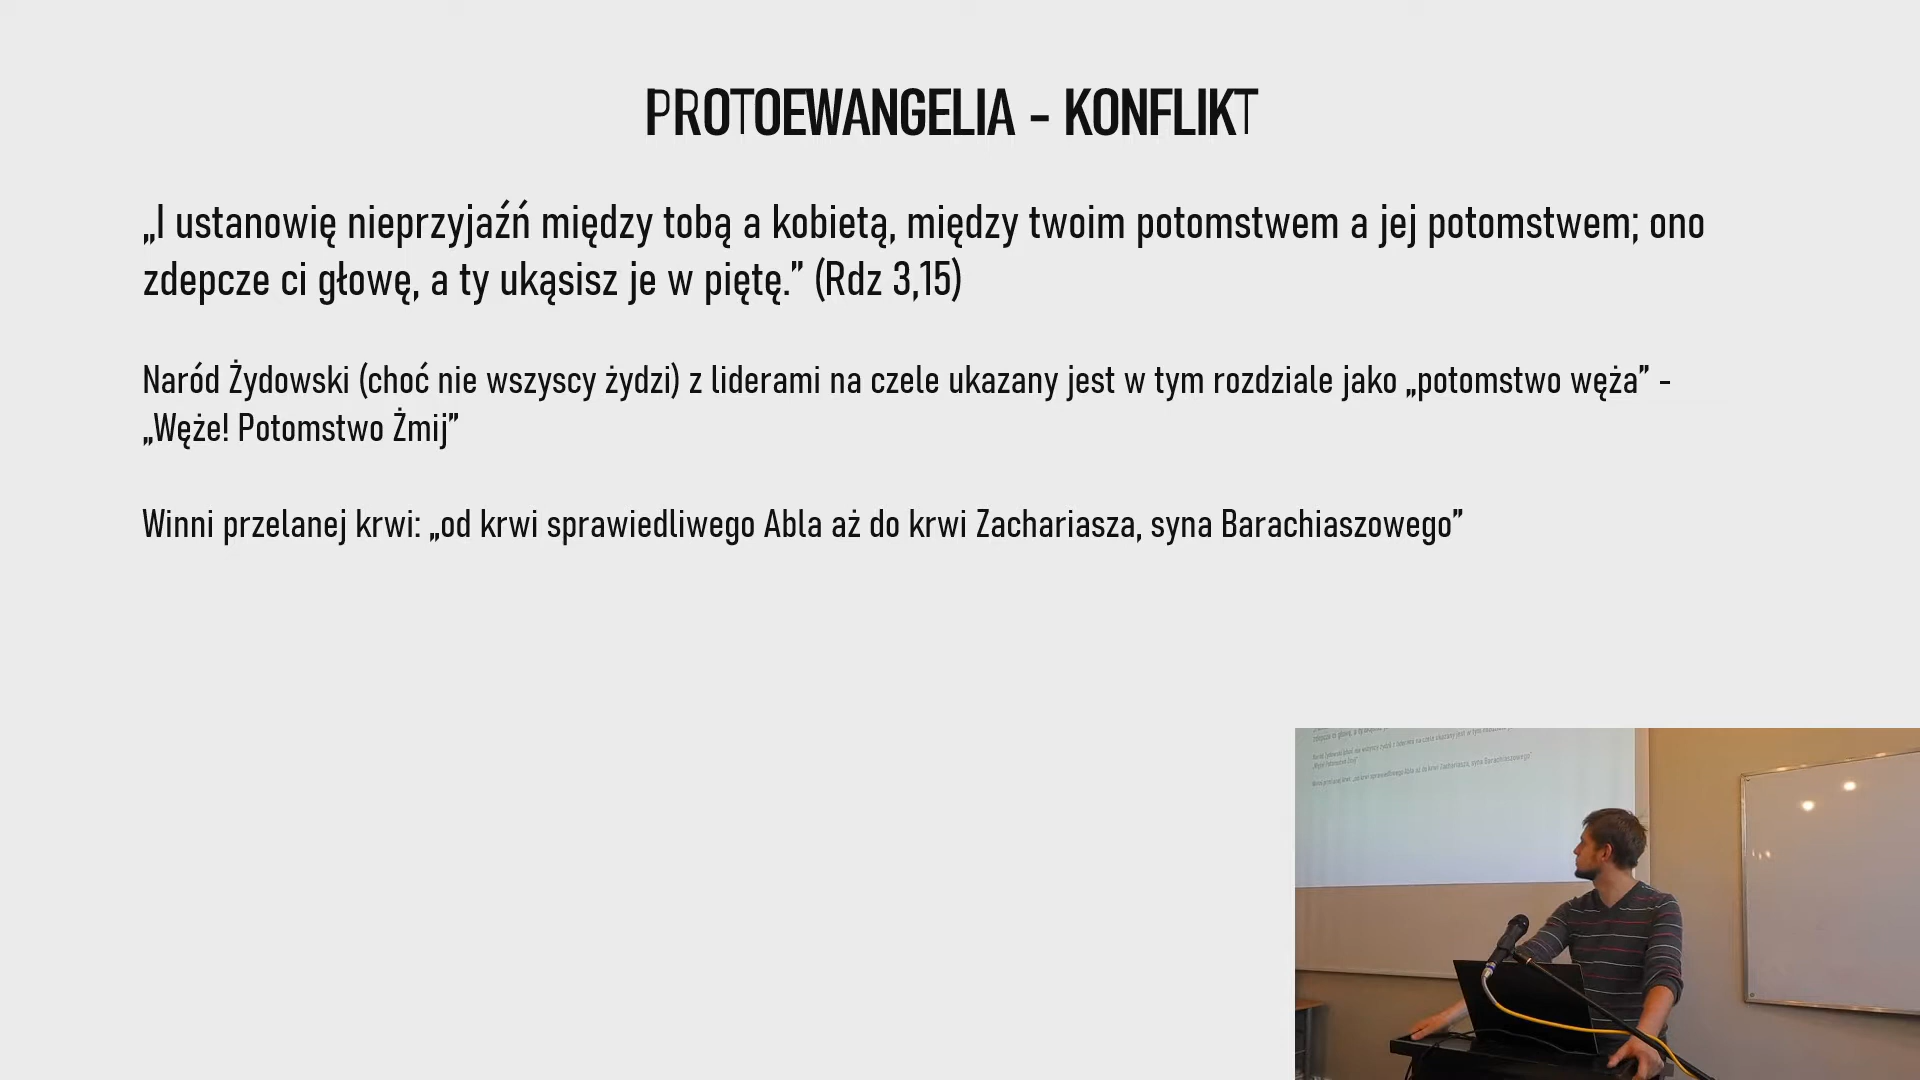 PROTOEWANGELIA - KONFLIKT
„I ustanowię nieprzyjaźń między tobą a kobietą, między twoim potomstwem a jej potomstwem; ono
zdepcze ci głowę, a ty ukąsisz je w piętę.” (Rdz 3,15)
Naród Żydowski (choć nie wszyscy żydzi) z liderami na czele ukazany jest w tym rozdziale jako „potomstwo węża” -
„Węże! Potomstwo Żmij”
Winni przelanej krwi: „od krwi sprawiedliwego Abla aż do krwi Zachariasza, syna Barachiaszowego”